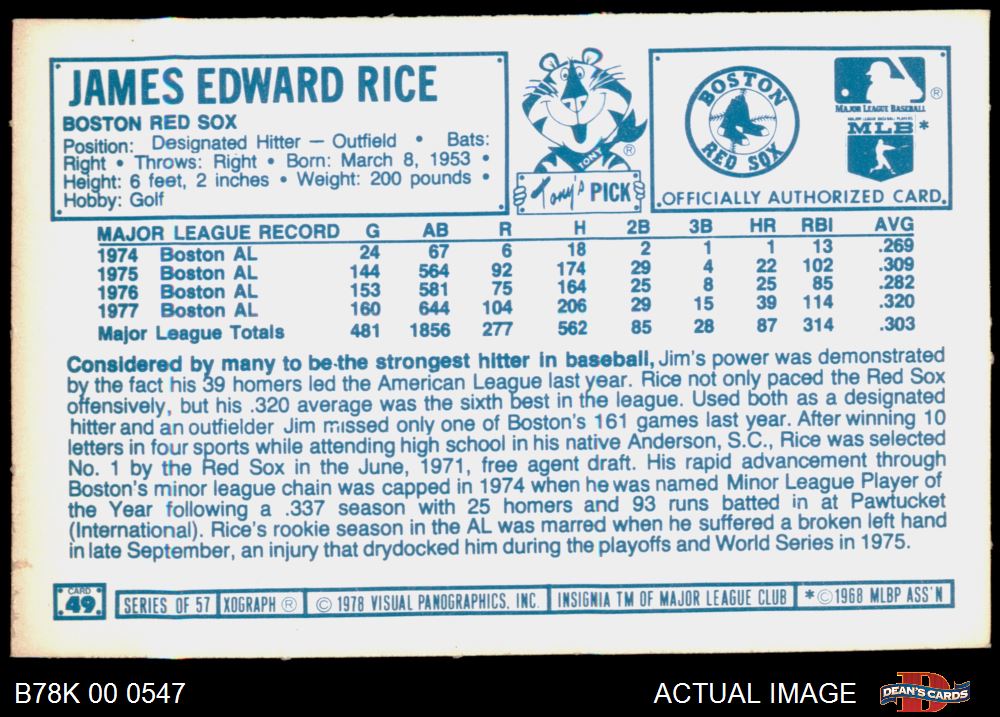 JAMES EDWARD RICE
BOSTON RED SOX
Position: Designated Hitter — Outfield • Bats:
Right • Throws: Right • Born: March 8, 1953 •
Height: 6 feet, 2 inches • Weight: 200 pounds •
Hobby: Golf
TONY
®
Tony's PICK
BOSTON
RED SOX
®
MAJOR LEAGUE BASEBALL
MAJOR LEAGUE BASEBALL PLAYERS
MLB *
OFFICIALLY AUTHORIZED CARD
MAJOR LEAGUE RECORD G AB R H 2B 3B HR RBI AVG
1974 Boston AL 24 67 6 18 2 1 1 13 .269
1975 Boston AL 144 564 92 174 29 4 22 102 .309
1976 Boston AL 153 581 75 164 25 8 25 85 .282
1977 Boston AL 160 644 104 206 29 15 39 114 .320
Major League Totals 481 1856 277 562 85 28 87 314 .303
Considered by many to be the strongest hitter in baseball, Jim's power was demonstrated
by the fact his 39 homers led the American League last year. Rice not only paced the Red Sox
offensively, but his .320 average was the sixth best in the league. Used both as a designated
hitter and an outfielder Jim missed only one of Boston's 161 games last year. After winning 10
letters in four sports while attending high school in his native Anderson, S.C., Rice was selected
No. 1 by the Red Sox in the June, 1971, free agent draft. His rapid advancement through
Boston's minor league chain was capped in 1974 when he was named Minor League Player of
the Year following a .337 season with 25 homers and 93 runs batted in at Pawtucket
(International). Rice's rookie season in the AL was marred when he suffered a broken left hand
in late September, an injury that drydocked him during the playoffs and World Series in 1975.
CARD
49
SERIES OF 57 XOGRAPH ® © 1978 VISUAL PANOGRAPHICS, INC. INSIGNIA TM OF MAJOR LEAGUE CLUB * © 1968 MLBP ASS'N
B78K 00 0547
ACTUAL IMAGE
DEAN'S CARDS